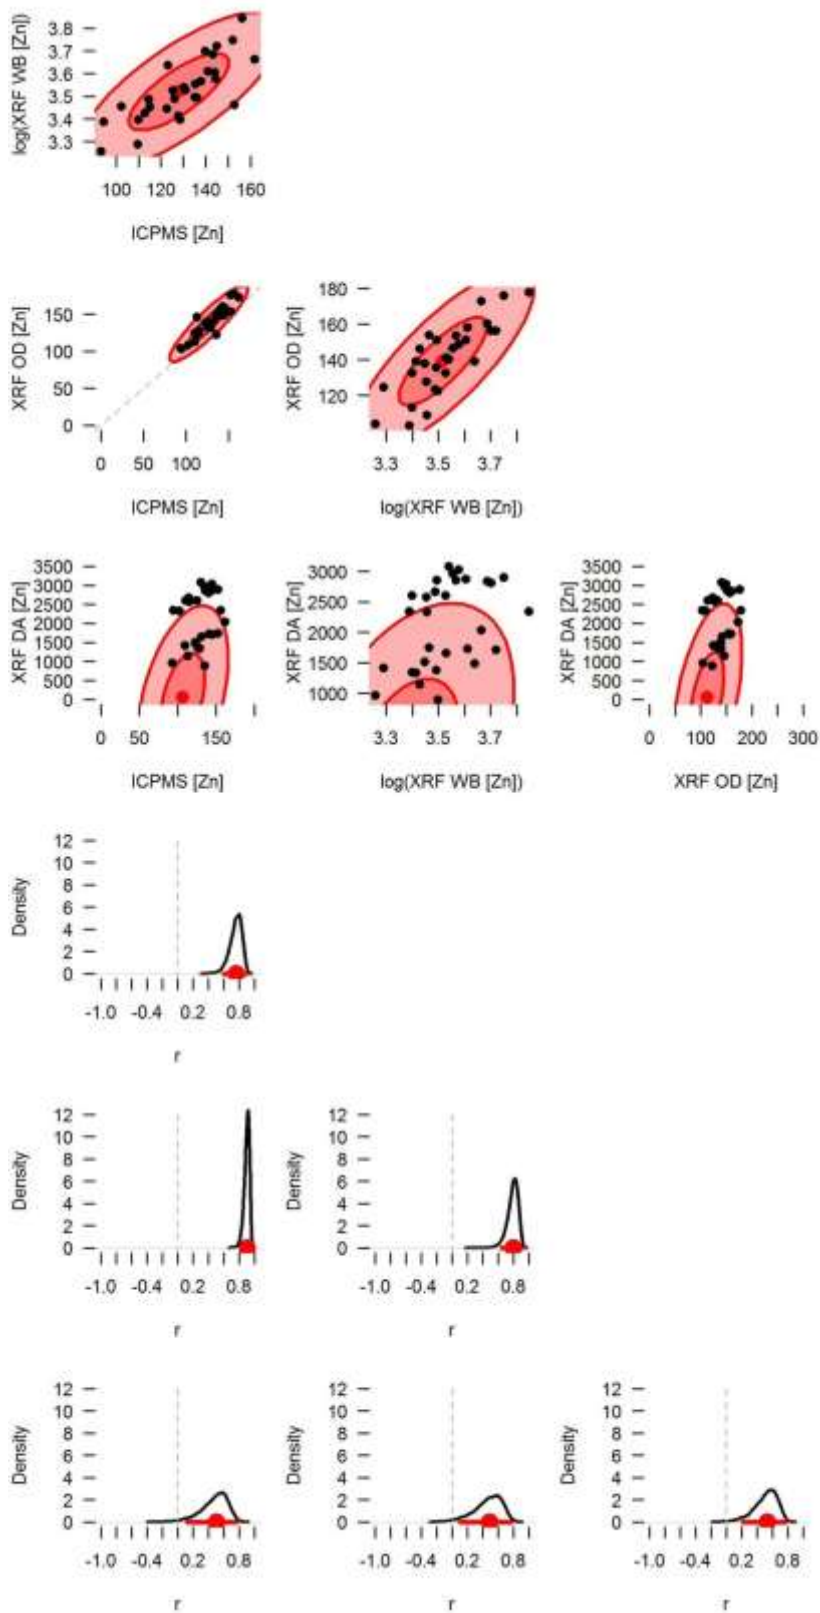 log(XRF WB [Zn])
3.8
3.7
3.6
3.5
3.4
3.3
100 120 140 160
ICPMS [Zn]
XRF OD [Zn]
150
100
50
0
0 50 100
ICPMS [Zn]
XRF OD [Zn]
180
160
140
120
3.3 3.5 3.7
log(XRF WB [Zn])
XRF DA [Zn]
3500
3000
2500
2000
1500
1000
500
0
0 50 150
ICPMS [Zn]
XRF DA [Zn]
3000
2500
2000
1500
1000
3.3 3.5 3.7
log(XRF WB [Zn])
XRF DA [Zn]
3500
3000
2500
2000
1500
1000
500
0
0 100 200 300
XRF OD [Zn]
Density
12
10
8
6
4
2
0
-1.0 -0.4 0.2 0.8
r
Density
12
10
8
6
4
2
0
-1.0 -0.4 0.2 0.8
r
Density
12
10
8
6
4
2
0
-1.0 -0.4 0.2 0.8
r
Density
12
10
8
6
4
2
0
-1.0 -0.4 0.2 0.8
r
Density
12
10
8
6
4
2
0
-1.0 -0.4 0.2 0.8
r
Density
12
10
8
6
4
2
0
-1.0 -0.4 0.2 0.8
r